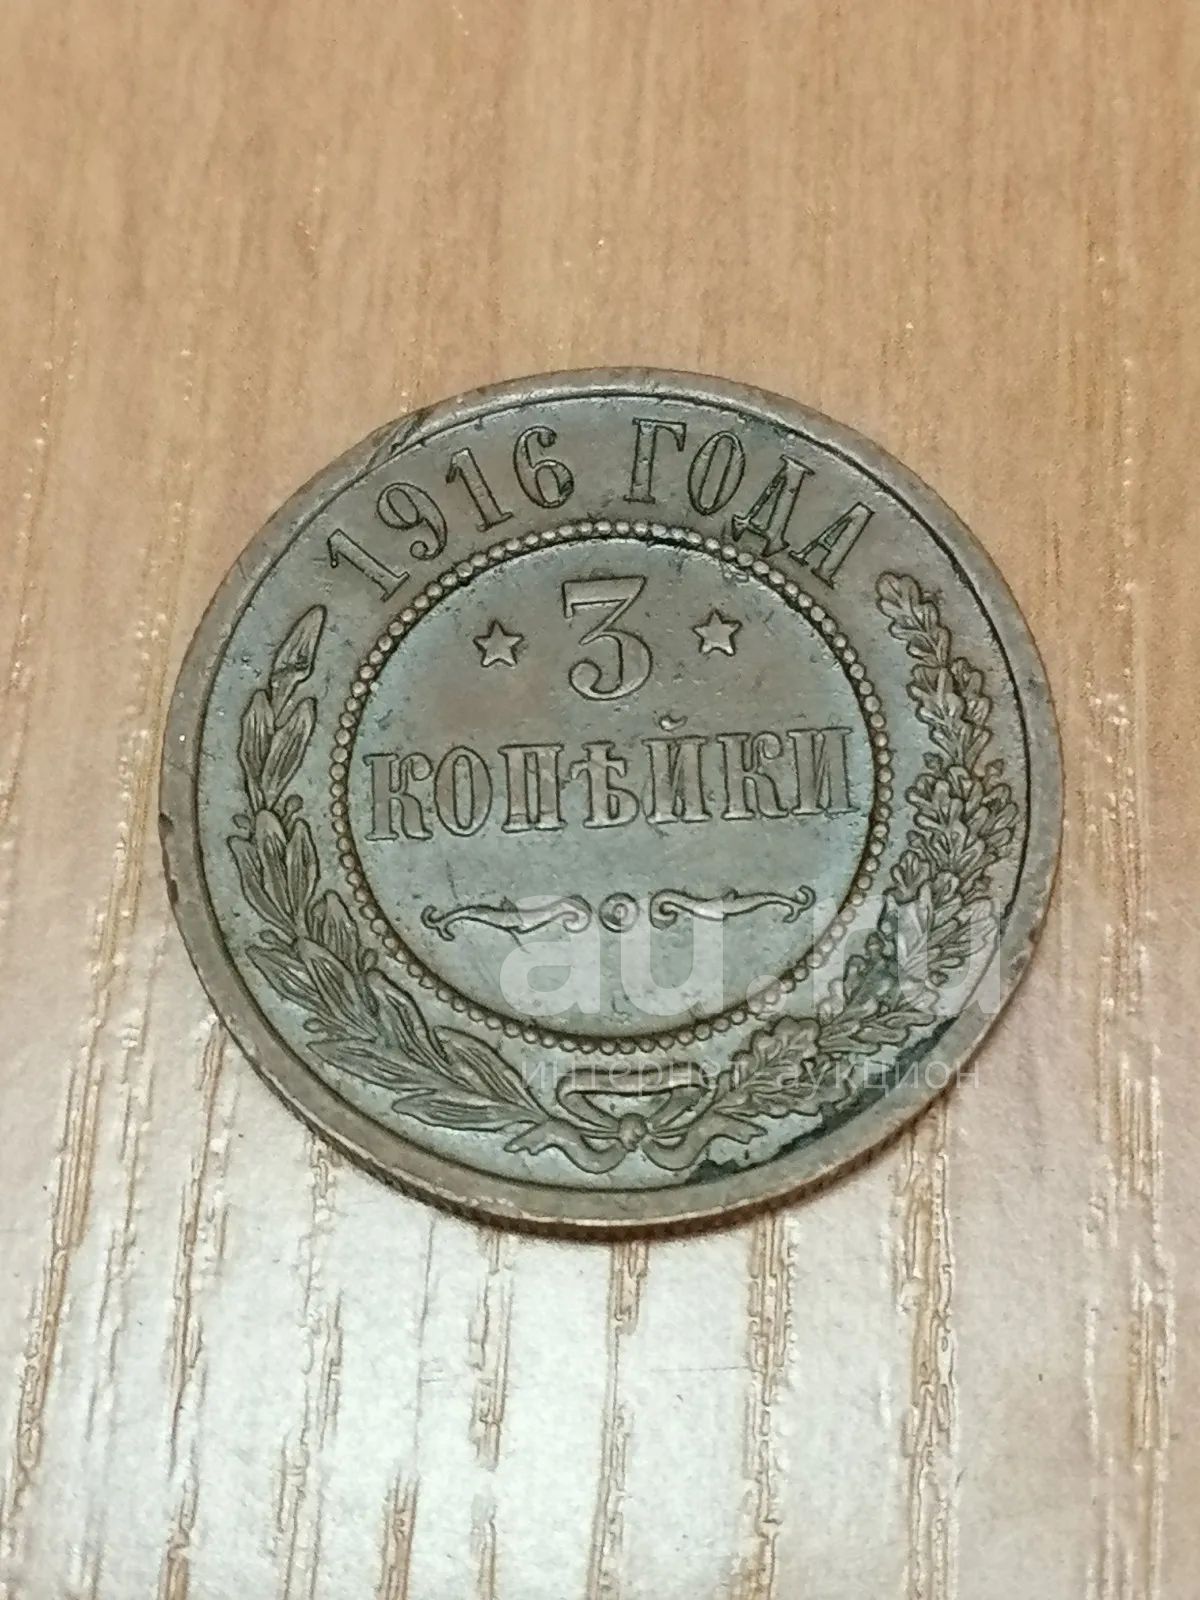 1916 ГОДА
3
КОПѢЙКИ
au.ru
интернет аукцион